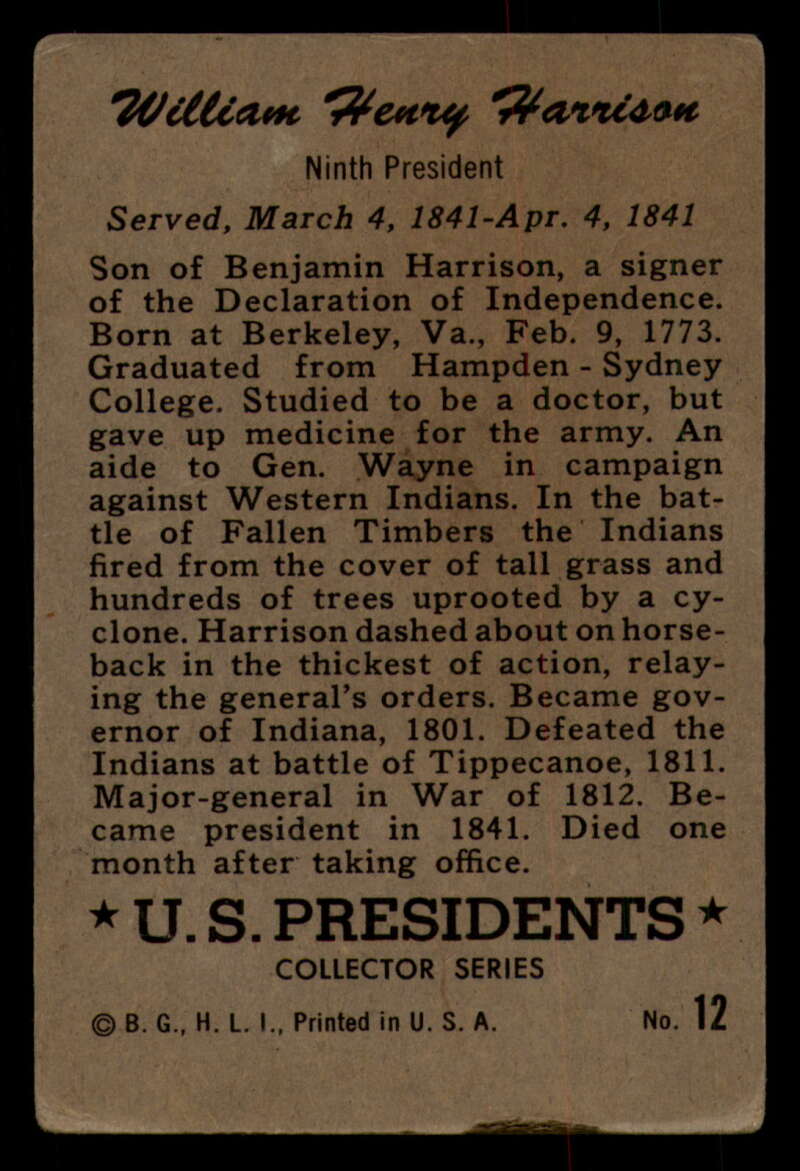 William Henry Harrison
Ninth President
Served, March 4, 1841-Apr. 4, 1841
Son of Benjamin Harrison, a signer
of the Declaration of Independence.
Born at Berkeley, Va., Feb. 9, 1773.
Graduated from Hampden - Sydney
College. Studied to be a doctor, but
gave up medicine for the army. An
aide to Gen. Wayne in campaign
against Western Indians. In the bat-
tle of Fallen Timbers the Indians
fired from the cover of tall grass and
hundreds of trees uprooted by a cy-
clone. Harrison dashed about on horse-
back in the thickest of action, relay-
ing the general's orders. Became gov-
ernor of Indiana, 1801. Defeated the
Indians at battle of Tippecanoe, 1811.
Major-general in War of 1812. Be-
came president in 1841. Died one
month after taking office.
★ U.S. PRESIDENTS ★
COLLECTOR SERIES
© B. G., H. L. I., Printed in U. S. A. No. 12